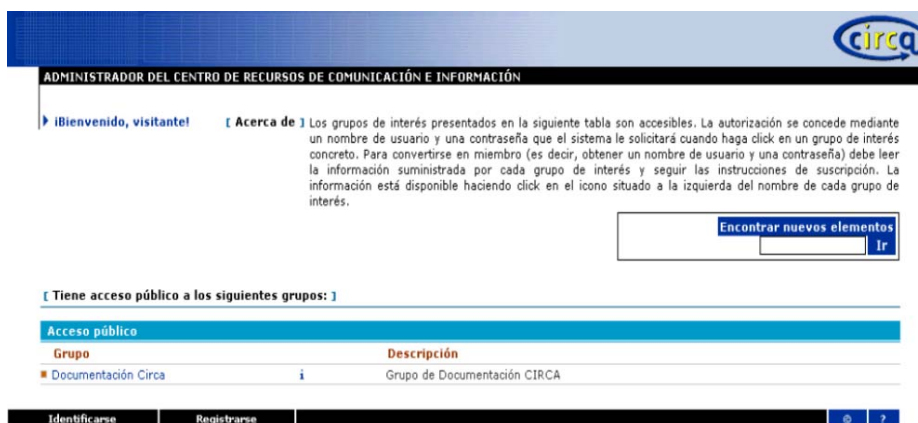 circa
ADMINISTRADOR DEL CENTRO DE RECURSOS DE COMUNICACIÓN E INFORMACIÓN
¡Bienvenido, visitante!
[ Acerca de ] Los grupos de interés presentados en la siguiente tabla son accesibles. La autorización se concede mediante
un nombre de usuario y una contraseña que el sistema le solicitará cuando haga click en un grupo de interés
concreto. Para convertirse en miembro (es decir, obtener un nombre de usuario y una contraseña) debe leer
la información suministrada por cada grupo de interés y seguir las instrucciones de suscripción. La
información está disponible haciendo click en el icono situado a la izquierda del nombre de cada grupo de
interés.
Encontrar nuevos elementos
Ir
[ Tiene acceso público a los siguientes grupos: ]
Acceso público
Grupo Descripción
Documentación Circa i Grupo de Documentación CIRCA
Identificarse Registrarse © ?